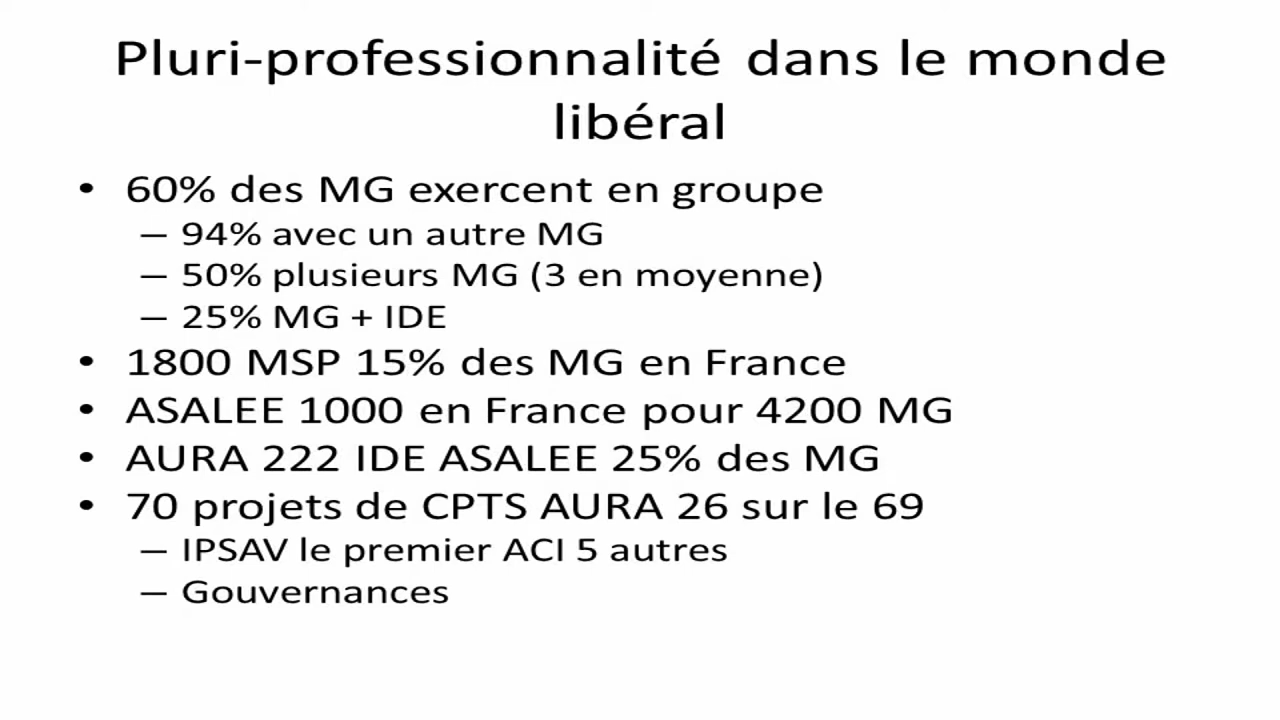 Pluri-professionnalité dans le monde
libéral
• 60% des MG exercent en groupe
– 94% avec un autre MG
– 50% plusieurs MG (3 en moyenne)
– 25% MG + IDE
• 1800 MSP 15% des MG en France
• ASALEE 1000 en France pour 4200 MG
• AURA 222 IDE ASALEE 25% des MG
• 70 projets de CPTS AURA 26 sur le 69
– IPSAV le premier ACI 5 autres
– Gouvernances